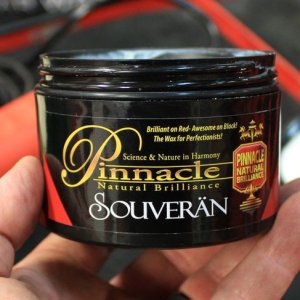 Brilliant on Red- Awesome on Black!
The Wax for Perfectionists!
Science & Nature in Harmony
Pinnacle
Natural Brilliance
SOUVERÄN
PINNACLE
NATURAL
BRILLIANCE